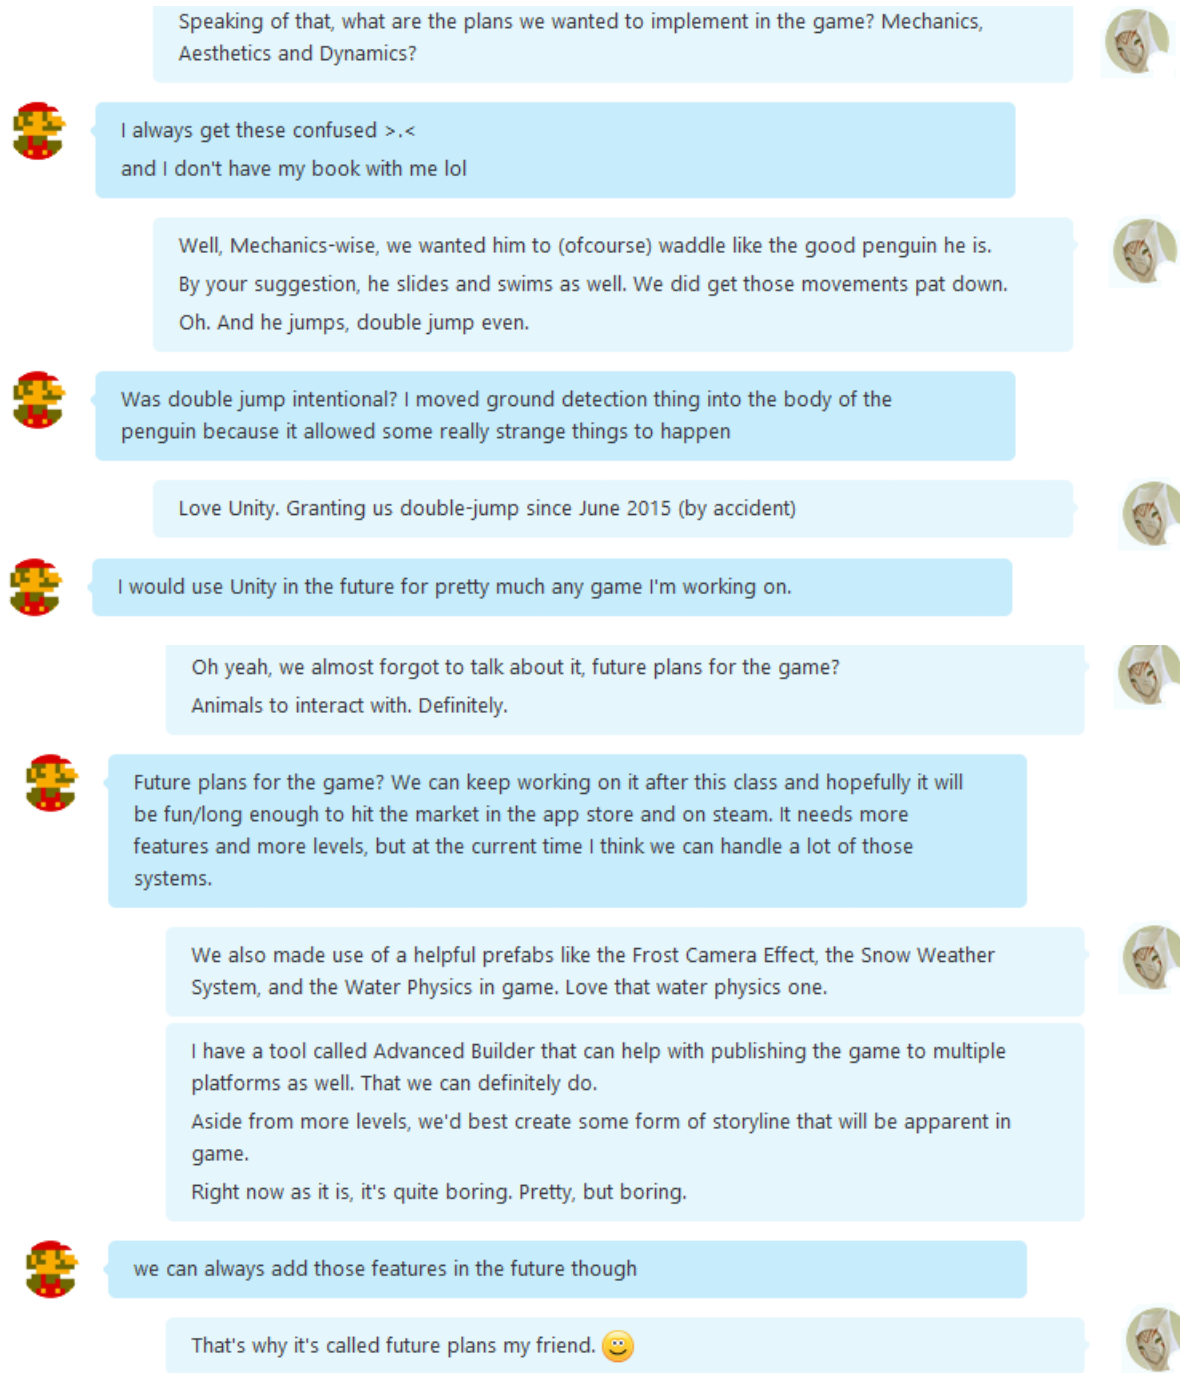 Speaking of that, what are the plans we wanted to implement in the game? Mechanics,
Aesthetics and Dynamics?
I always get these confused >.<
and I don't have my book with me lol
Well, Mechanics-wise, we wanted him to (ofcourse) waddle like the good penguin he is.
By your suggestion, he slides and swims as well. We did get those movements pat down.
Oh. And he jumps, double jump even.
Was double jump intentional? I moved ground detection thing into the body of the
penguin because it allowed some really strange things to happen
Love Unity. Granting us double-jump since June 2015 (by accident)
I would use Unity in the future for pretty much any game I'm working on.
Oh yeah, we almost forgot to talk about it, future plans for the game?
Animals to interact with. Definitely.
Future plans for the game? We can keep working on it after this class and hopefully it will
be fun/long enough to hit the market in the app store and on steam. It needs more
features and more levels, but at the current time I think we can handle a lot of those
systems.
We also made use of a helpful prefabs like the Frost Camera Effect, the Snow Weather
System, and the Water Physics in game. Love that water physics one.
I have a tool called Advanced Builder that can help with publishing the game to multiple
platforms as well. That we can definitely do.
Aside from more levels, we'd best create some form of storyline that will be apparent in
game.
Right now as it is, it's quite boring. Pretty, but boring.
we can always add those features in the future though
That's why it's called future plans my friend.